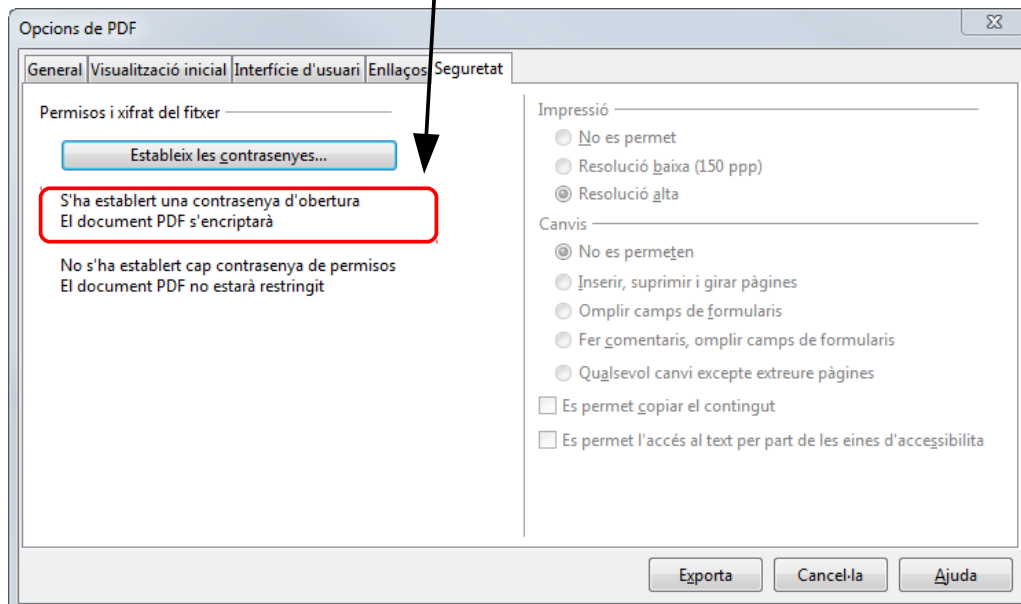 Opcions de PDF
General Visualització inicial Interfície d'usuari Enllaços Seguretat
Permisos i xifrat del fitxer
Estableix les contrasenyes...
S'ha establert una contrasenya d'obertura
El document PDF s'encriptarà
No s'ha establert cap contrasenya de permisos
El document PDF no estarà restringit
Impressió
No es permet
Resolució baixa (150 ppp)
Resolució alta
Canvis
No es permeten
Inserir, suprimir i girar pàgines
Omplir camps de formularis
Fer comentaris, omplir camps de formularis
Qualsevol canvi excepte extreure pàgines
Es permet copiar el contingut
Es permet l'accés al text per part de les eines d'accessibilita
Exporta Cancel·la Ajuda